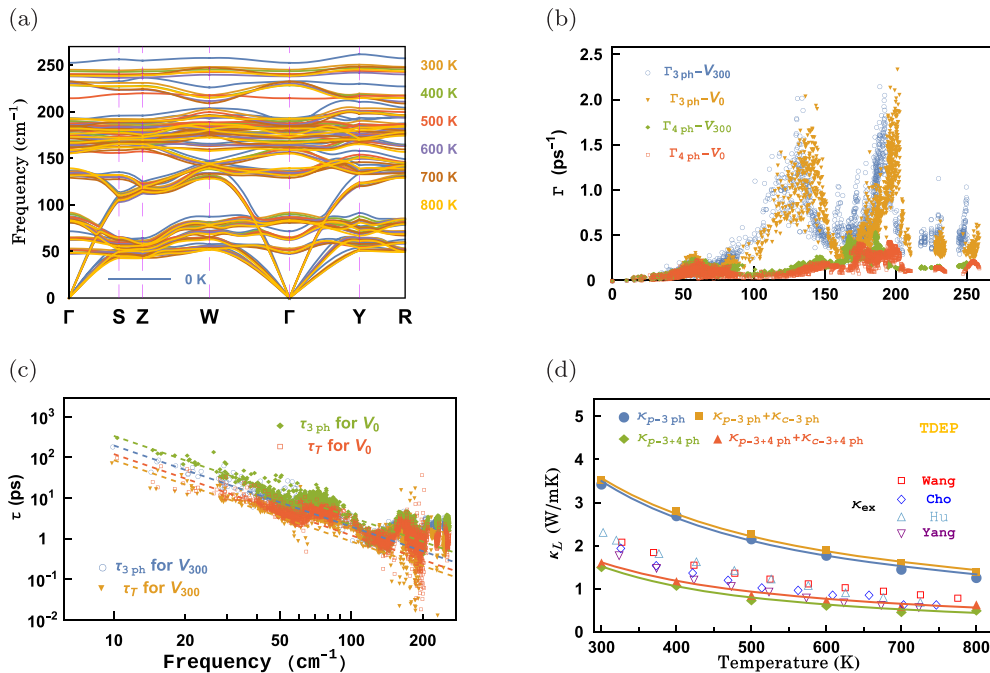 (a)
Frequency (cm⁻¹)
250
200
150
100
50
0
300 K
400 K
500 K
600 K
700 K
800 K
0 K
Γ S Z W Γ Y R
(b)
Γ (ps⁻¹)
2.5
2.0
1.5
1.0
0.5
0
Γ3 ph−V300
Γ3 ph−V0
Γ4 ph−V300
Γ4 ph−V0
0 50 100 150 200 250
(c)
τ (ps)
10³
10²
10
1
10⁻¹
10⁻²
τ3 ph for V0
τT for V0
τ3 ph for V300
τT for V300
10 20 50 100 200
Frequency (cm⁻¹)
(d)
κL (W/mK)
5
4
3
2
1
0
κp−3 ph κp−3 ph+κc−3 ph
κp−3+4 ph κp−3+4 ph+κc−3+4 ph
TDEP
κex
Wang
Cho
Hu
Yang
300 400 500 600 700 800
Temperature (K)